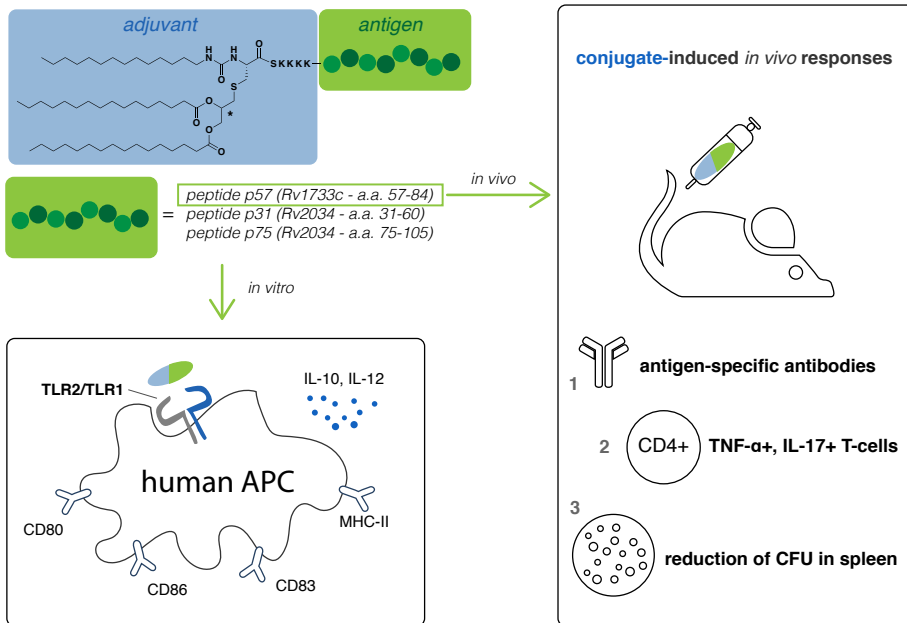 adjuvant
antigen
H H O
N N SKKKK
O S
O
O *
O
O
O
= peptide p57 (Rv1733c - a.a. 57-84)
peptide p31 (Rv2034 - a.a. 31-60)
peptide p75 (Rv2034 - a.a. 75-105)
in vivo
in vitro
TLR2/TLR1
IL-10, IL-12
human APC
CD80
CD86
CD83
MHC-II
conjugate-induced in vivo responses
1 antigen-specific antibodies
2 CD4+ TNF-α+, IL-17+ T-cells
3 reduction of CFU in spleen